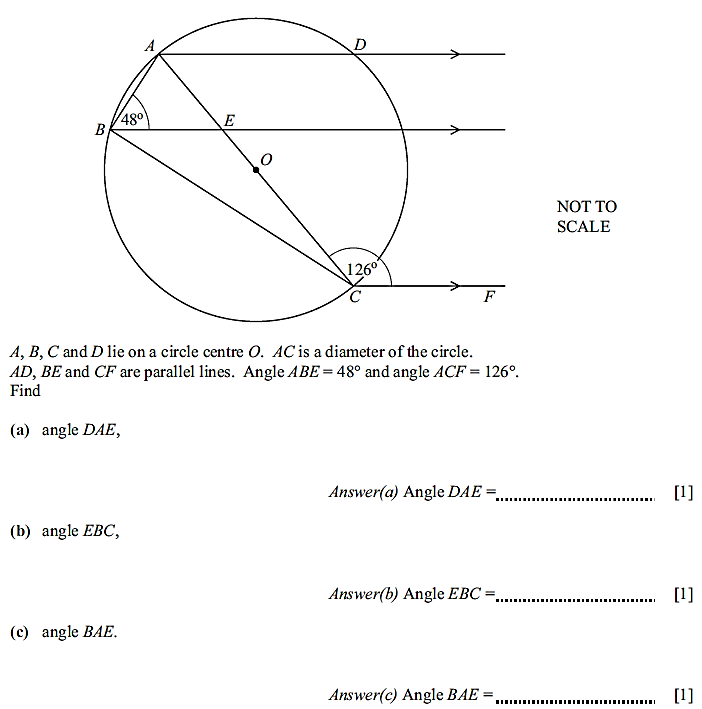 A
D
48°
B
E
O
NOT TO
SCALE
126°
C
F
A, B, C and D lie on a circle centre O. AC is a diameter of the circle.
AD, BE and CF are parallel lines. Angle ABE = 48° and angle ACF = 126°.
Find
(a) angle DAE,
Answer(a) Angle DAE = [1]
(b) angle EBC,
Answer(b) Angle EBC = [1]
(c) angle BAE.
Answer(c) Angle BAE = [1]